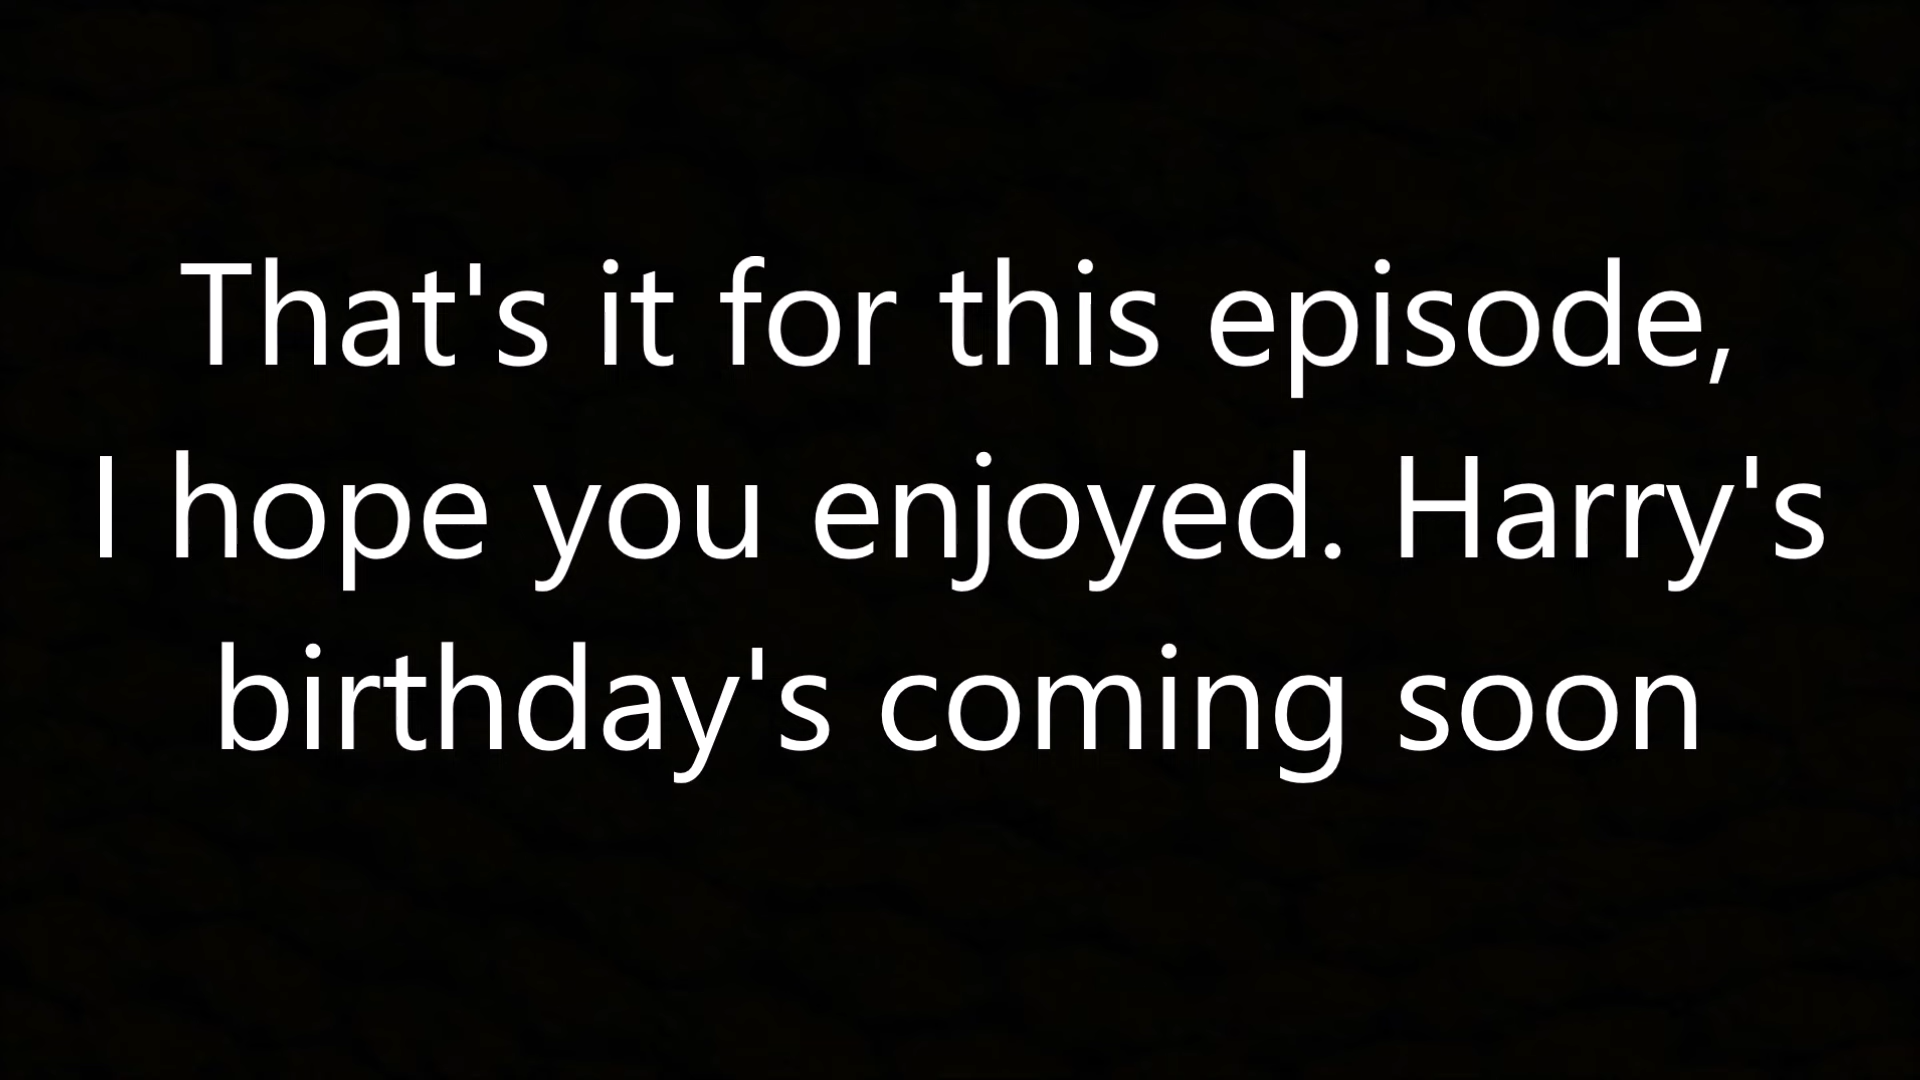 That's it for this episode,
I hope you enjoyed. Harry's
birthday's coming soon